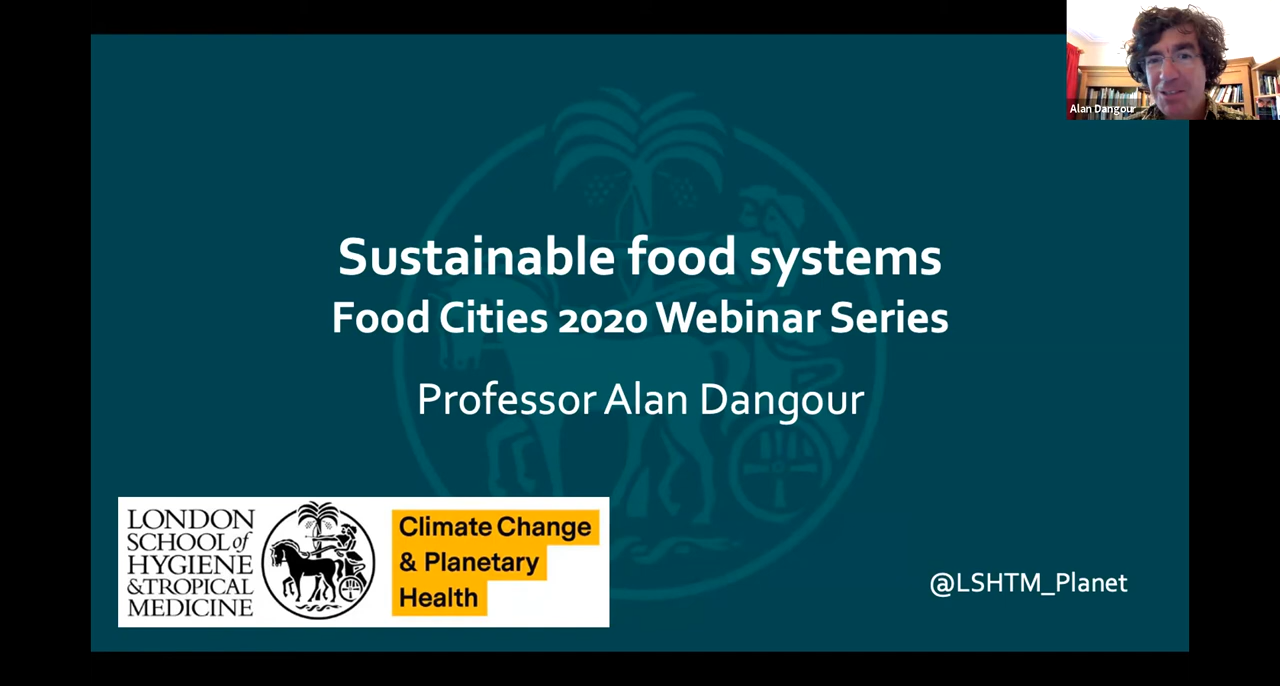 Alan Dangour
Sustainable food systems
Food Cities 2020 Webinar Series
Professor Alan Dangour
LONDON
SCHOOL of
HYGIENE
& TROPICAL
MEDICINE
Climate Change
& Planetary
Health
@LSHTM_Planet